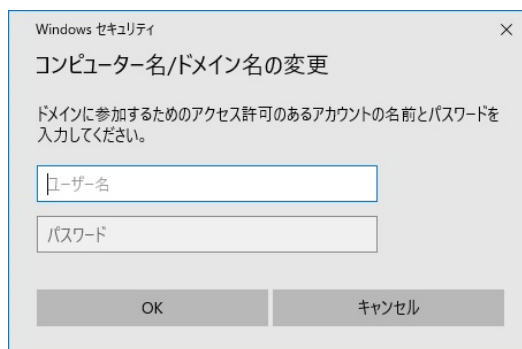 Windows セキュリティ
コンピューター名/ドメイン名の変更
ドメインに参加するためのアクセス許可のあるアカウントの名前とパスワードを
入力してください。
ユーザー名
パスワード
OK キャンセル